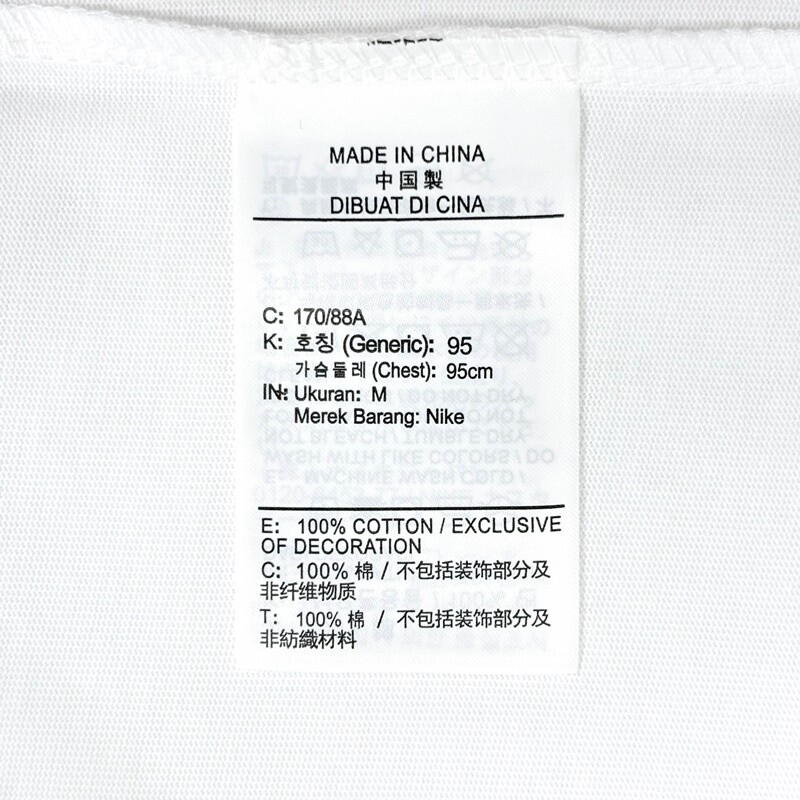 MADE IN CHINA
中国製
DIBUAT DI CINA
C: 170/88A
K: 호칭 (Generic): 95
가슴둘레 (Chest): 95cm
IN: Ukuran: M
Merek Barang: Nike
E: 100% COTTON / EXCLUSIVE
OF DECORATION
C: 100% 棉 / 不包括装饰部分及
非纤维物质
T: 100% 棉 / 不包括装饰部分及
非紡織材料